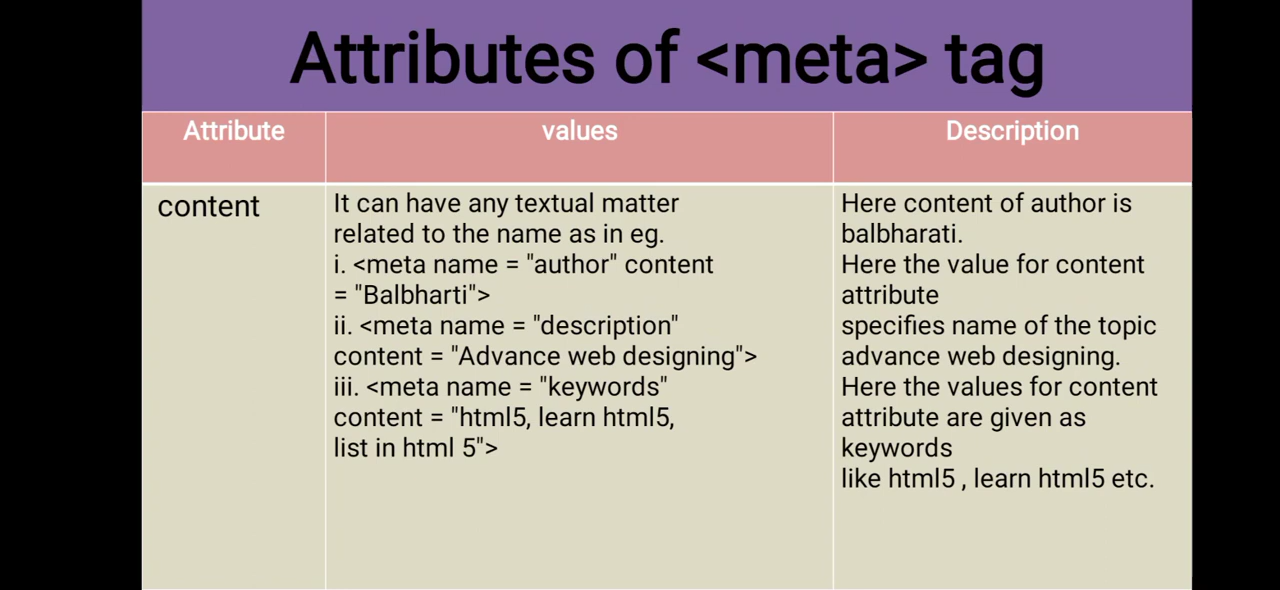 Attributes of <meta> tag
Attribute
values
Description
content
It can have any textual matter
related to the name as in eg.
i. <meta name = "author" content
= "Balbharti">
ii. <meta name = "description"
content = "Advance web designing">
iii. <meta name = "keywords"
content = "html5, learn html5,
list in html 5">
Here content of author is
balbharati.
Here the value for content
attribute
specifies name of the topic
advance web designing.
Here the values for content
attribute are given as
keywords
like html5 , learn html5 etc.